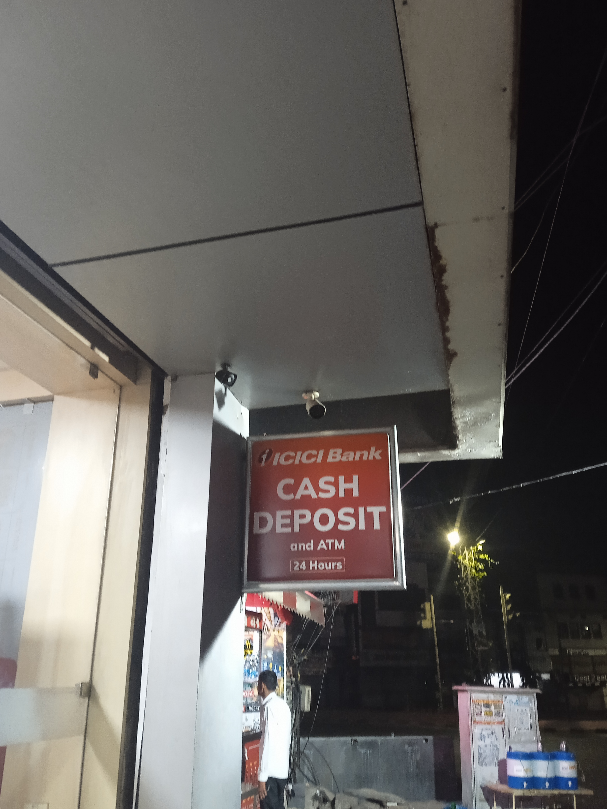 ICICI Bank
CASH
DEPOSIT
and ATM
24 Hours